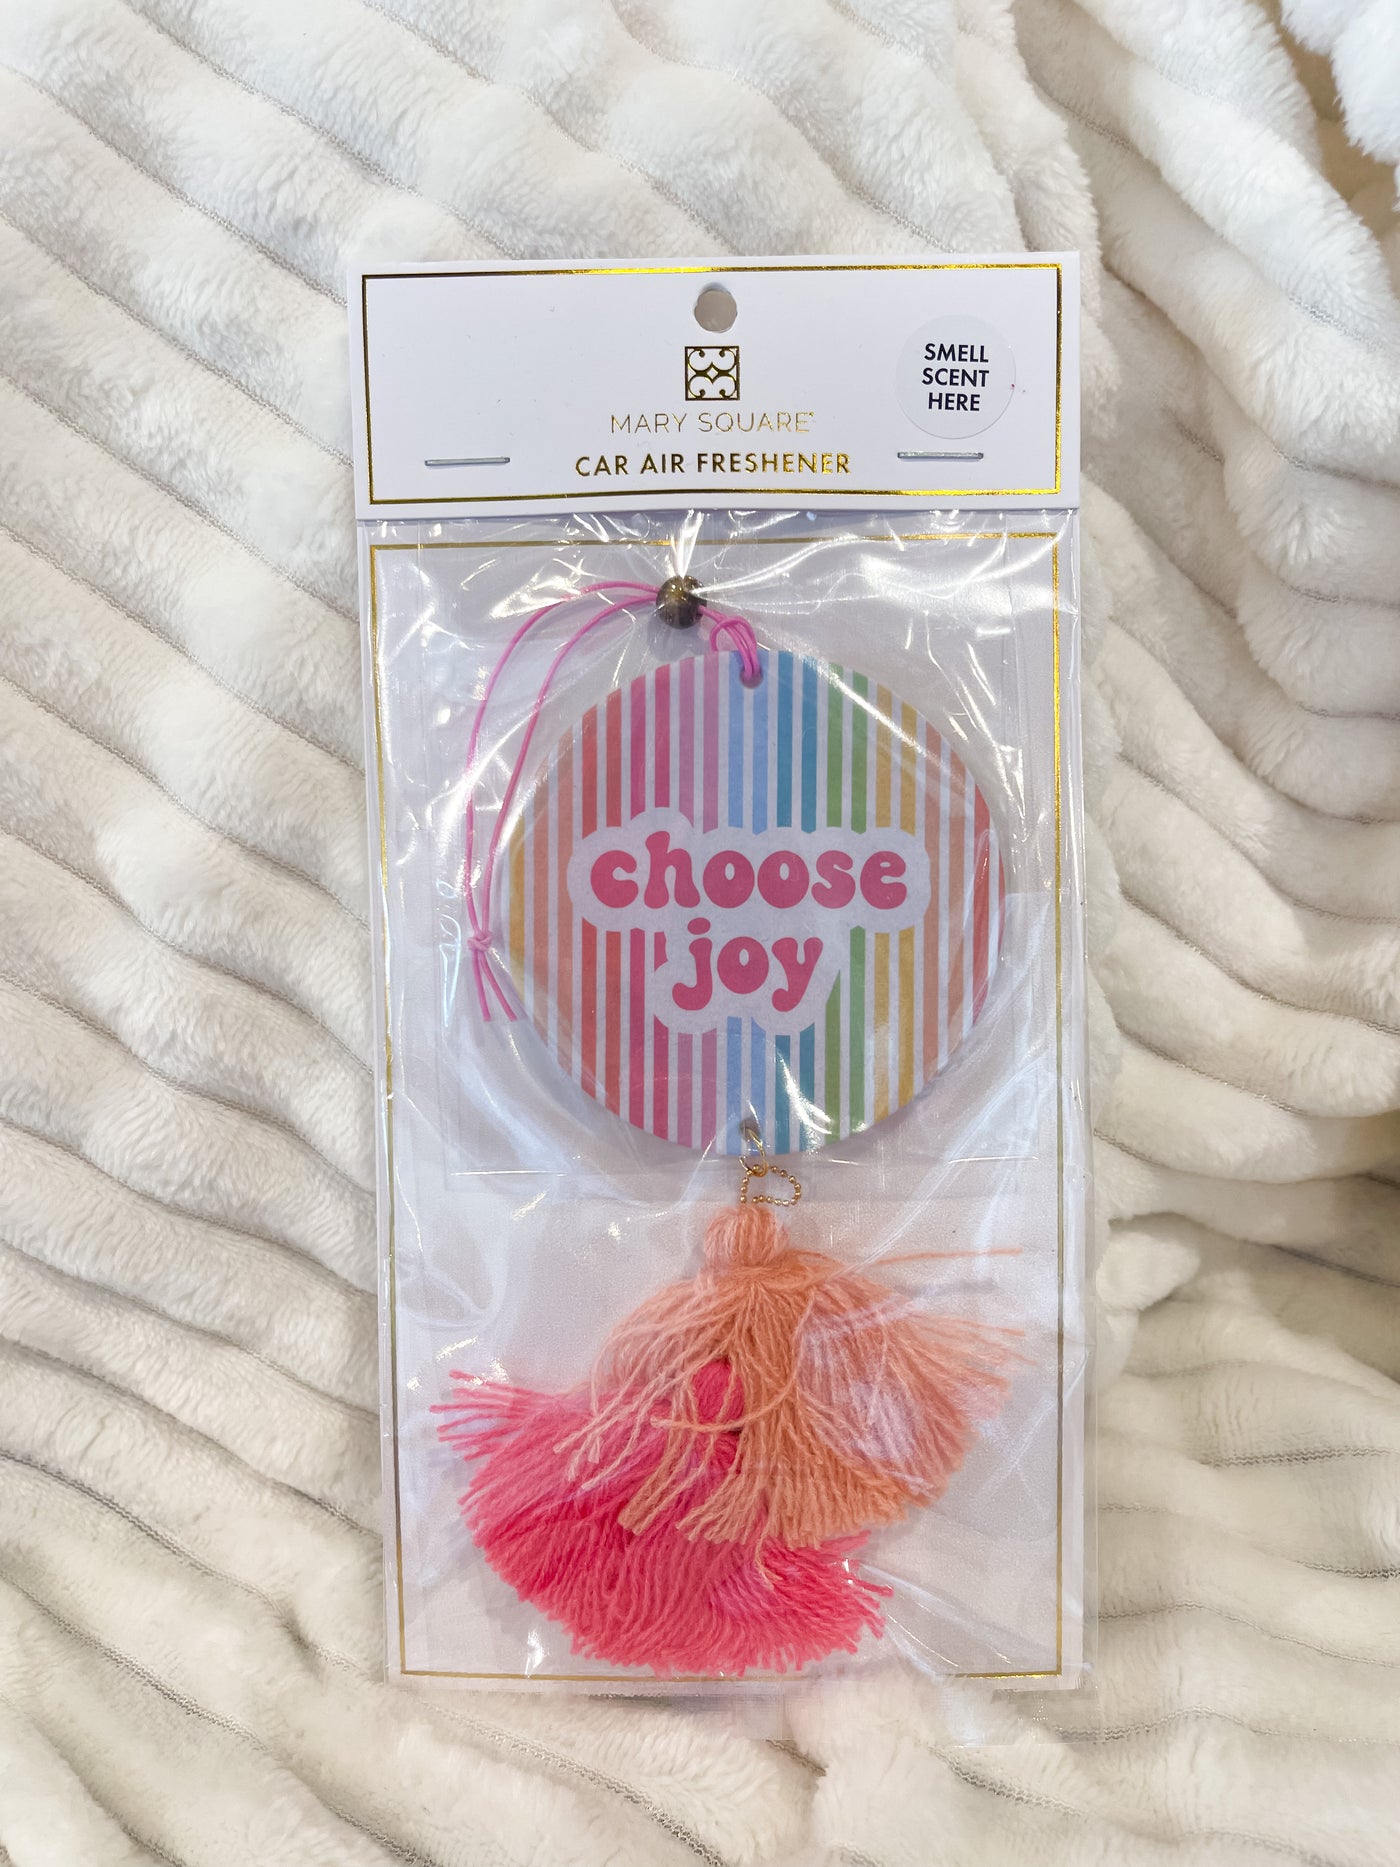 SMELL
SCENT
HERE
MARY SQUARE®
CAR AIR FRESHENER
choose
joy